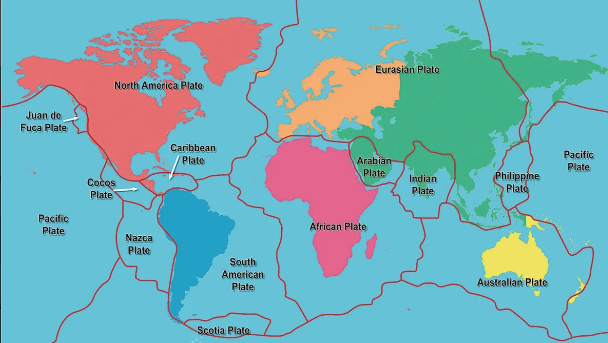 North America Plate
Eurasian Plate
Juan de
Fuca Plate
Caribbean
Plate
Cocos
Plate
Arabian
Plate
Indian
Plate
Philippine
Plate
Pacific
Plate
Pacific
Plate
Nazca
Plate
South
American
Plate
African Plate
Australian Plate
Scotia Plate